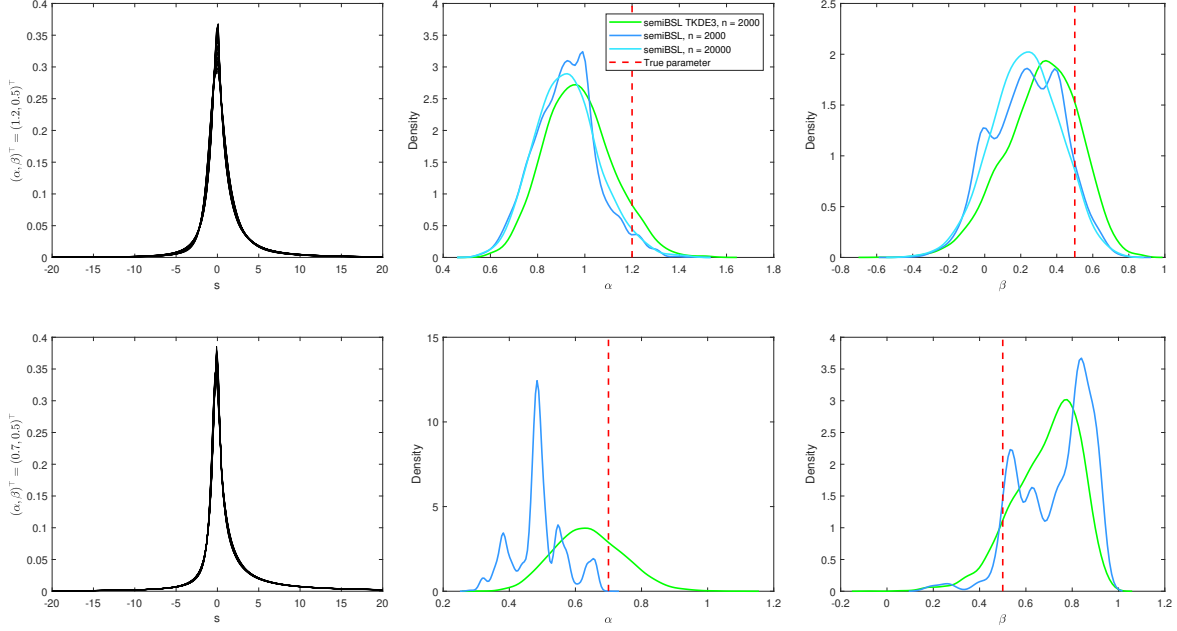 0.4
0.35
0.3
0.25
0.2
0.15
0.1
0.05
0
-20 -15 -10 -5 0 5 10 15 20
s
(α, β)⊤ = (1.2, 0.5)⊤
4
3.5
3
2.5
2
1.5
1
0.5
0
0.4 0.6 0.8 1 1.2 1.4 1.6 1.8
α
Density
semiBSL TKDE3, n = 2000
semiBSL, n = 2000
semiBSL, n = 20000
True parameter
2.5
2
1.5
1
0.5
0
-0.8 -0.6 -0.4 -0.2 0 0.2 0.4 0.6 0.8 1
β
Density
0.4
0.35
0.3
0.25
0.2
0.15
0.1
0.05
0
-20 -15 -10 -5 0 5 10 15 20
s
(α, β)⊤ = (0.7, 0.5)⊤
15
10
5
0
0.2 0.4 0.6 0.8 1 1.2
α
Density
4
3.5
3
2.5
2
1.5
1
0.5
0
-0.2 0 0.2 0.4 0.6 0.8 1 1.2
β
Density